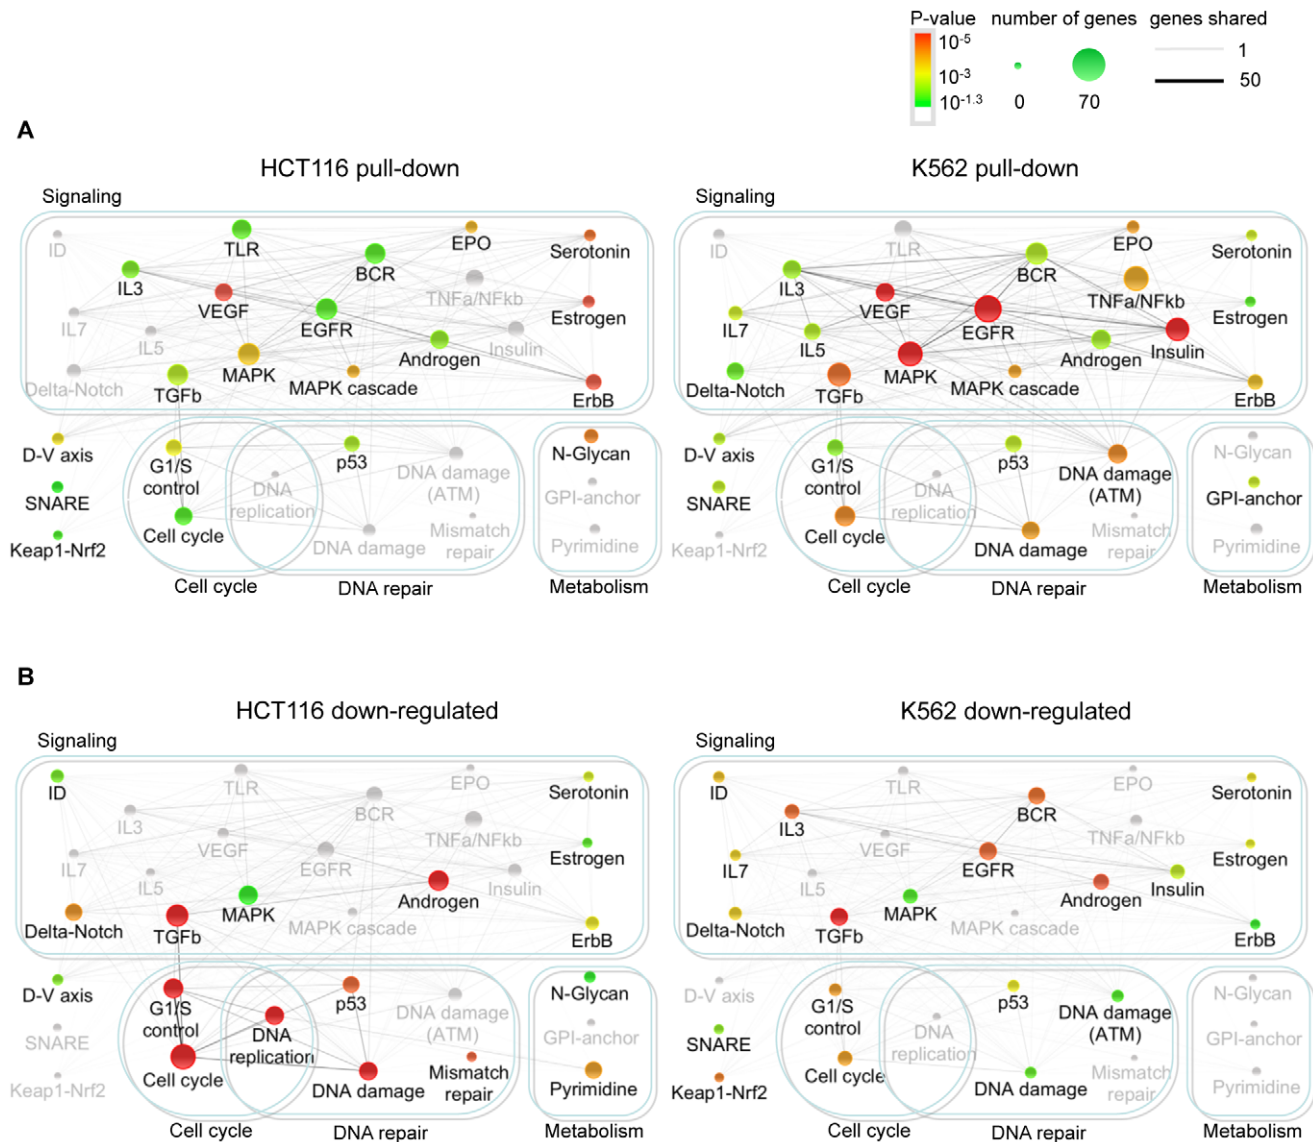 P-value number of genes genes shared
10-5
10-3
10-1.3
0 70
1
50
A
HCT116 pull-down
Signaling
ID
TLR
EPO
Serotonin
IL3
BCR
VEGF
TNFa/NFkb
Estrogen
IL7
IL5
EGFR
Insulin
Androgen
Delta-Notch
TGFb
MAPK
MAPK cascade
ErbB
D-V axis
G1/S
control
p53
DNA damage
(ATM)
N-Glycan
SNARE
DNA
replication
GPI-anchor
Keap1-Nrf2
Cell cycle
DNA damage
Mismatch
repair
Pyrimidine
Cell cycle
DNA repair
Metabolism
K562 pull-down
Signaling
ID
TLR
EPO
Serotonin
IL3
BCR
VEGF
TNFa/NFkb
Estrogen
IL7
IL5
EGFR
Insulin
Androgen
Delta-Notch
TGFb
MAPK
MAPK cascade
ErbB
D-V axis
G1/S
control
p53
DNA damage
(ATM)
N-Glycan
SNARE
DNA
replication
GPI-anchor
Keap1-Nrf2
Cell cycle
DNA damage
Mismatch
repair
Pyrimidine
Cell cycle
DNA repair
Metabolism
B
HCT116 down-regulated
Signaling
ID
TLR
EPO
Serotonin
IL3
BCR
VEGF
TNFa/NFkb
Estrogen
IL7
IL5
EGFR
Insulin
Androgen
Delta-Notch
TGFb
MAPK
MAPK cascade
ErbB
D-V axis
G1/S
control
p53
DNA damage
(ATM)
N-Glycan
SNARE
DNA
replication
GPI-anchor
Keap1-Nrf2
Cell cycle
DNA damage
Mismatch
repair
Pyrimidine
Cell cycle
DNA repair
Metabolism
K562 down-regulated
Signaling
ID
TLR
EPO
Serotonin
IL3
BCR
VEGF
TNFa/NFkb
Estrogen
IL7
IL5
EGFR
Insulin
Androgen
Delta-Notch
TGFb
MAPK
MAPK cascade
ErbB
D-V axis
G1/S
control
p53
DNA damage
(ATM)
N-Glycan
SNARE
DNA
replication
GPI-anchor
Keap1-Nrf2
Cell cycle
DNA damage
Mismatch
repair
Pyrimidine
Cell cycle
DNA repair
Metabolism